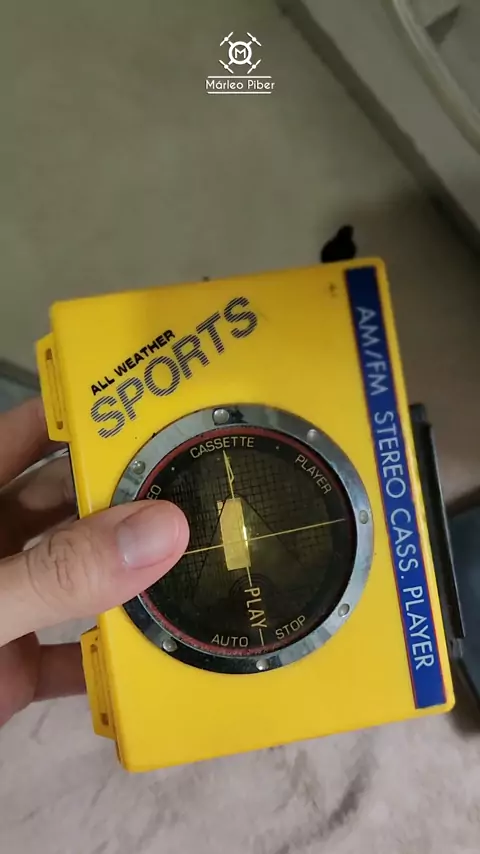 M
Márleo Piber
ALL WEATHER
SPORTS
AM/FM STEREO CASS. PLAYER
CASSETTE
PLAYER
PLAY
AUTO STOP